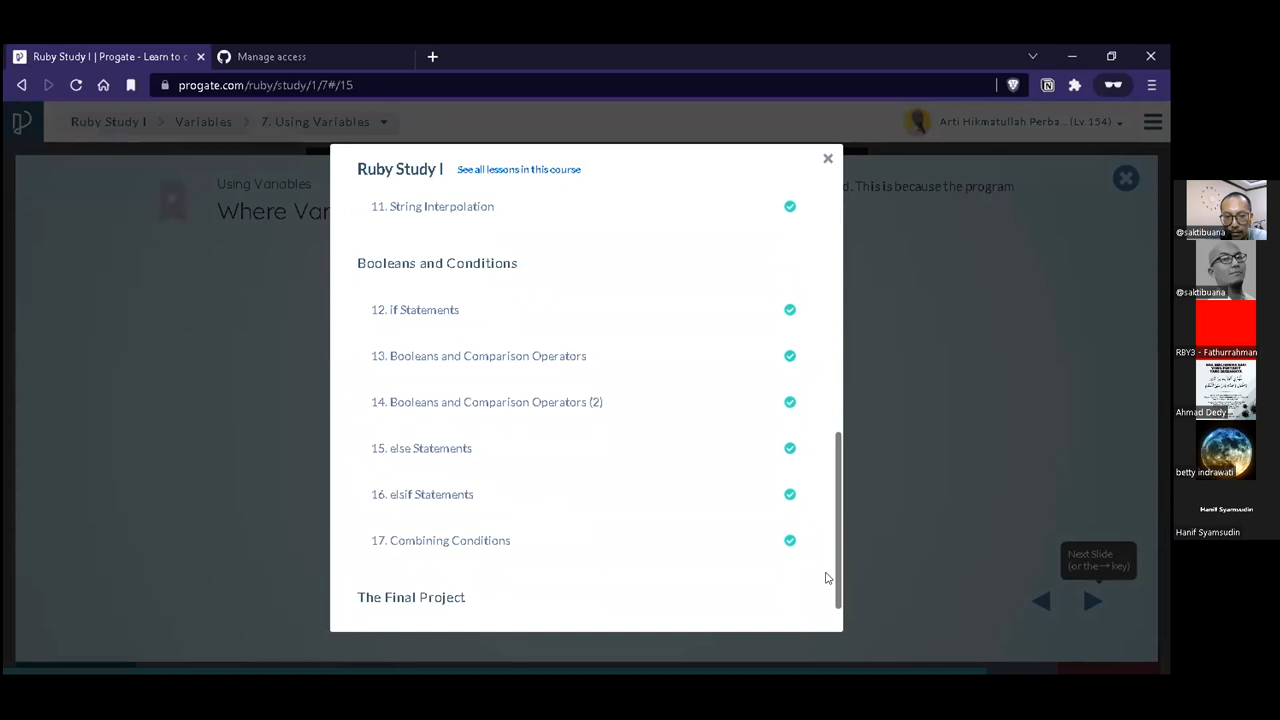 Ruby Study I | Progate - Learn to c
Manage access
progate.com/ruby/study/1/7#/15
Ruby Study I
Variables
7. Using Variables
Arti Hikmatullah Perba... (Lv.154)
Using Variables
Where Var
d. This is because the program
Ruby Study I
See all lessons in this course
11. String Interpolation
Booleans and Conditions
12. if Statements
13. Booleans and Comparison Operators
14. Booleans and Comparison Operators (2)
15. else Statements
16. elsif Statements
17. Combining Conditions
The Final Project
Next Slide
(or the → key)
@saktibuana
@saktibuana
RBY3 - Fathurrahman
Ahmad Dedy
betty indrawati
Hanif Syamsudin
Hanif Syamsudin